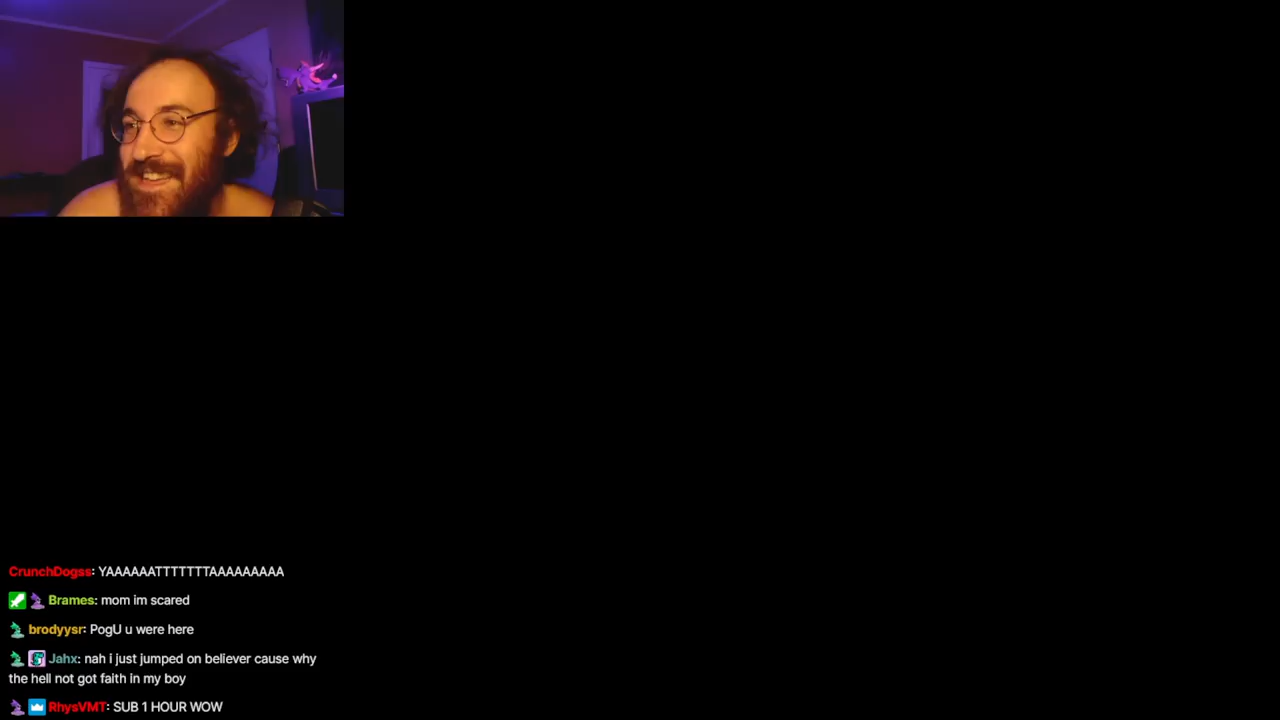 CrunchDogss: YAAAAAATTTTTTTAAAAAAAAA
Brames: mom im scared
brodyysr: PogU u were here
Jahx: nah i just jumped on believer cause why
the hell not got faith in my boy
RhysVMT: SUB 1 HOUR WOW